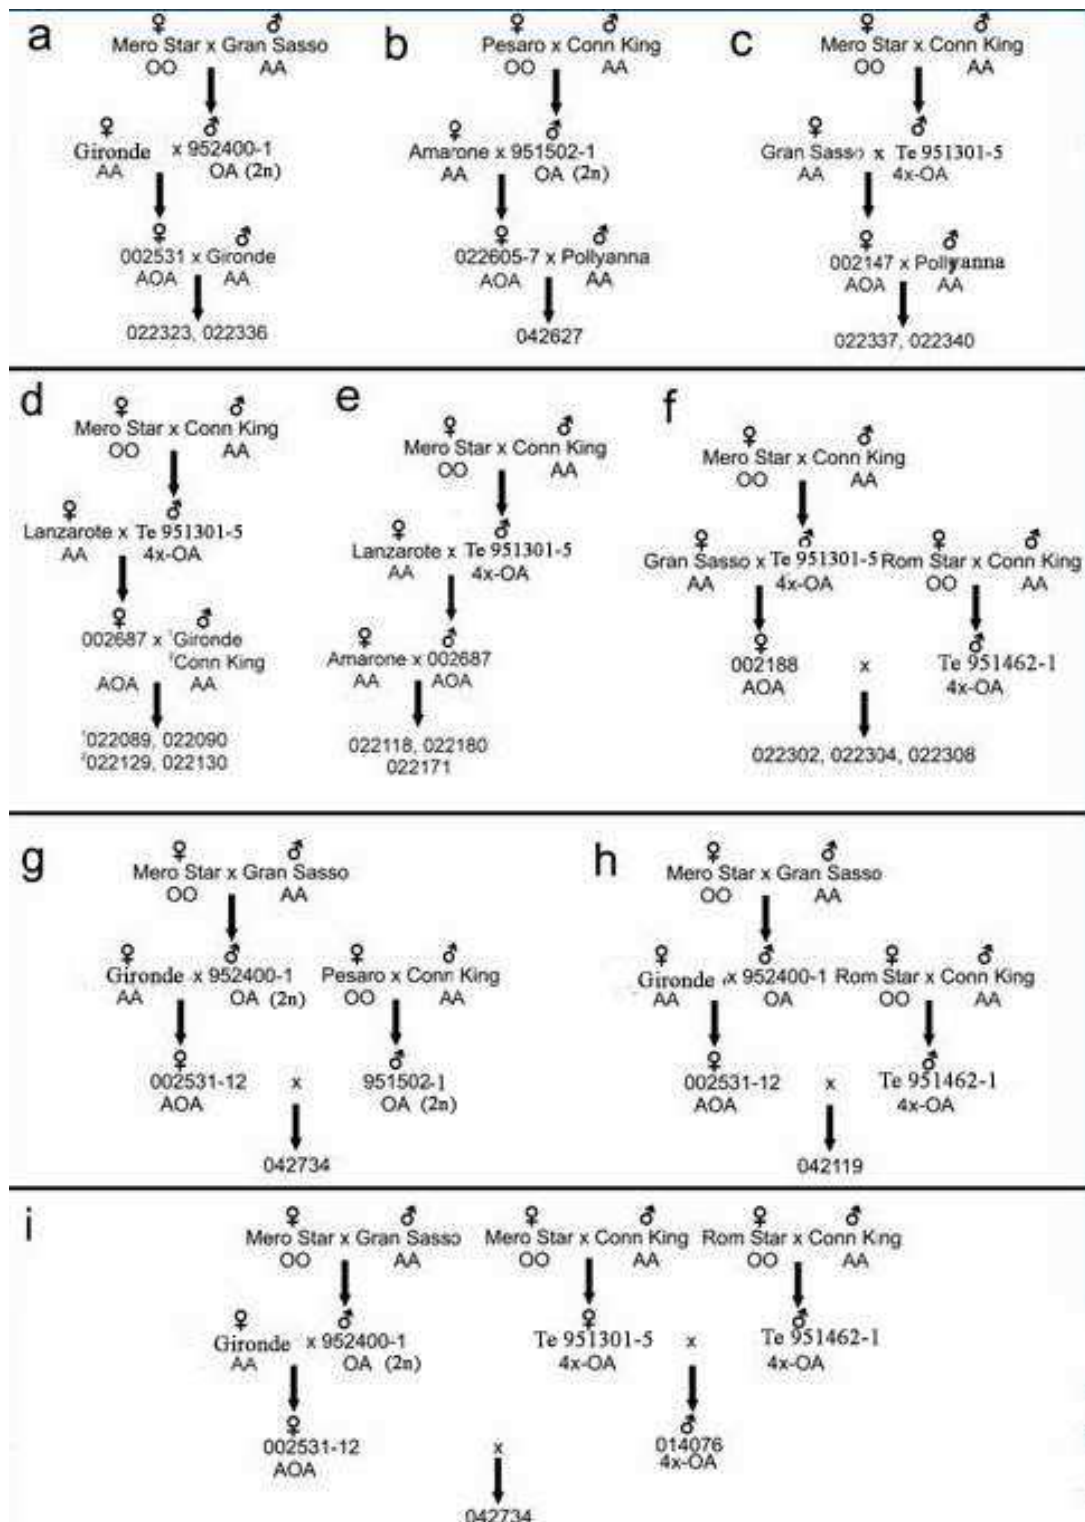 a
♀ ♂
Mero Star x Gran Sasso
OO AA
♀ ♂
Gironde x 952400-1
AA OA (2n)
♀ ♂
002531 x Gironde
AOA AA
022323, 022336
b
♀ ♂
Pesaro x Conn King
OO AA
♀ ♂
Amarone x 951502-1
AA OA (2n)
♀ ♂
022605-7 x Pollyanna
AOA AA
042627
c
♀ ♂
Mero Star x Conn King
OO AA
♀ ♂
Gran Sasso x Te 951301-5
AA 4x-OA
♀ ♂
002147 x Pollyanna
AOA AA
022337, 022340
d
♀ ♂
Mero Star x Conn King
OO AA
♀ ♂
Lanzarote x Te 951301-5
AA 4x-OA
♀ ♂
002687 x ¹Gironde
²Conn King
AOA AA
¹022089, 022090
²022129, 022130
e
♀ ♂
Mero Star x Conn King
OO AA
♀ ♂
Lanzarote x Te 951301-5
AA 4x-OA
♀ ♂
Amarone x 002687
AA AOA
022118, 022180
022171
f
♀ ♂
Mero Star x Conn King
OO AA
♀ ♂ ♀ ♂
Gran Sasso x Te 951301-5 Rom Star x Conn King
AA 4x-OA OO AA
♀ ♂
002188 x Te 951462-1
AOA 4x-OA
022302, 022304, 022308
g
♀ ♂
Mero Star x Gran Sasso
OO AA
♀ ♂ ♀ ♂
Gironde x 952400-1 Pesaro x Conn King
AA OA (2n) OO AA
♀ ♂
002531-12 x 951502-1
AOA OA (2n)
042734
h
♀ ♂
Mero Star x Gran Sasso
OO AA
♀ ♂ ♀ ♂
Gironde x 952400-1 Rom Star x Conn King
AA OA OO AA
♀ ♂
002531-12 x Te 951462-1
AOA 4x-OA
042119
i
♀ ♂ ♀ ♂ ♀ ♂
Mero Star x Gran Sasso Mero Star x Conn King Rom Star x Conn King
OO AA OO AA OO AA
♀ ♂ ♀ ♂
Gironde x 952400-1 Te 951301-5 x Te 951462-1
AA OA (2n) 4x-OA 4x-OA
♀ ♂
002531-12 x 014076
AOA 4x-OA
042734